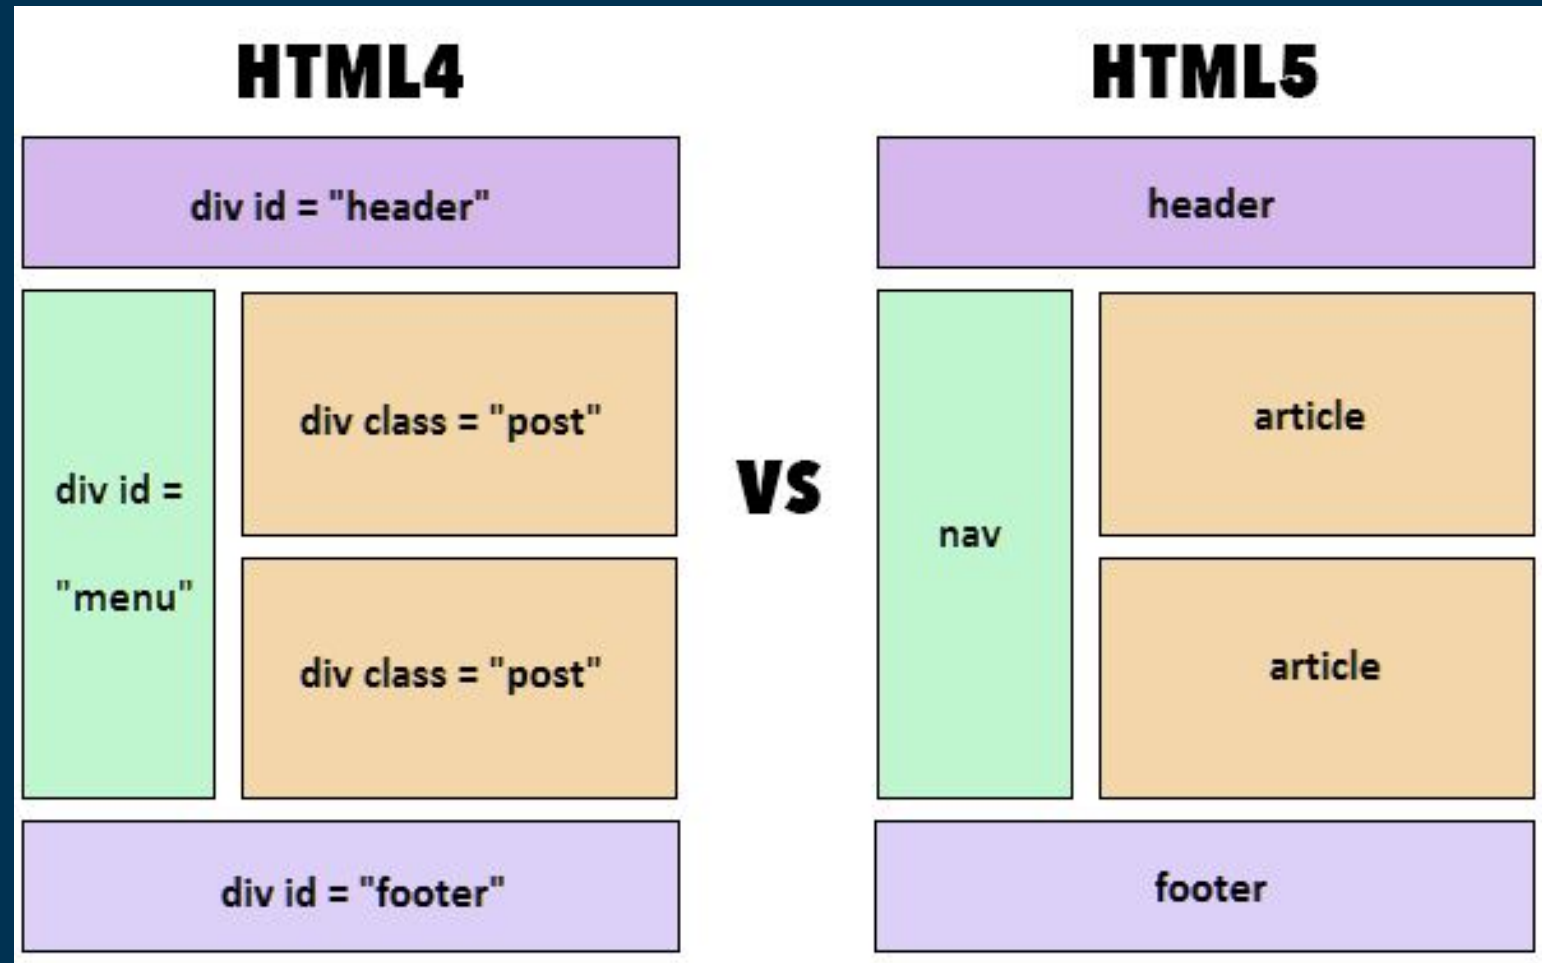 HTML4
div id = "header"
div id =
"menu"
div class = "post"
div class = "post"
div id = "footer"
VS
HTML5
header
nav
article
article
footer